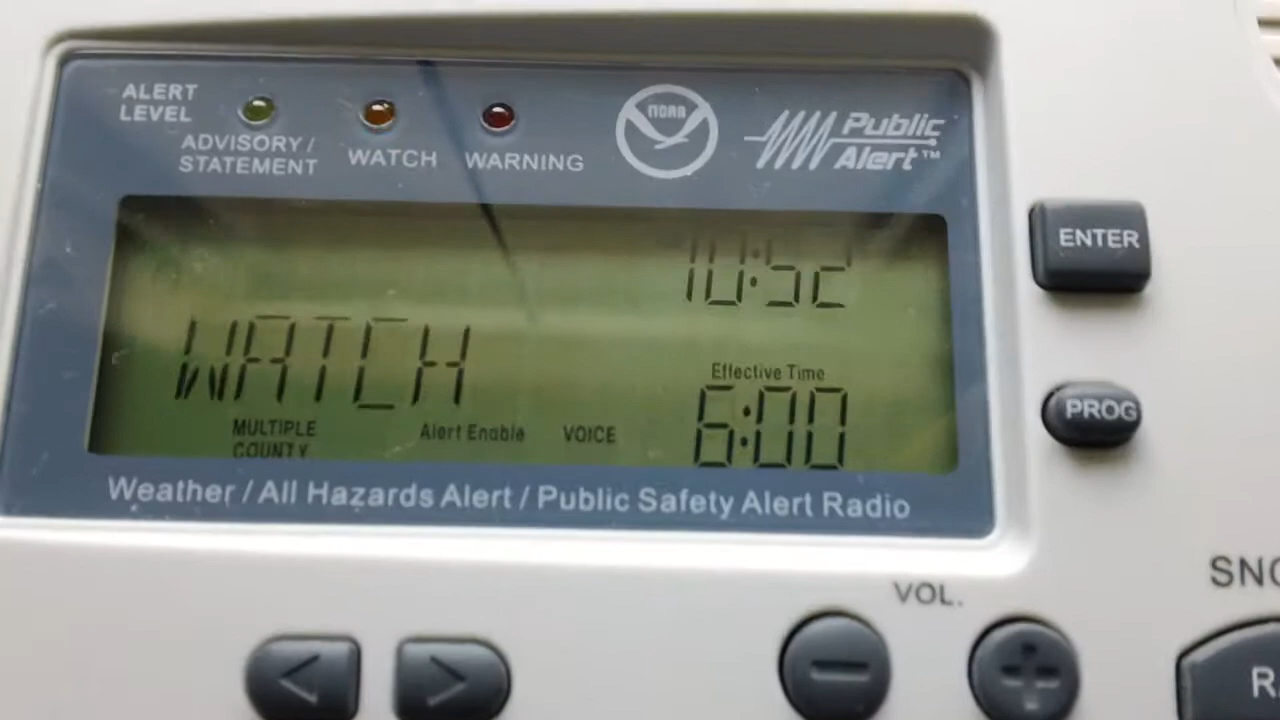 ALERT
LEVEL
ADVISORY/
STATEMENT
WATCH
WARNING
NOAA
Public
Alert™
10:52
WATCH
Effective Time
6:00
MULTIPLE
COUNTY
Alert Enable
VOICE
Weather / All Hazards Alert / Public Safety Alert Radio
ENTER
PROG
VOL.
<
>
−
+